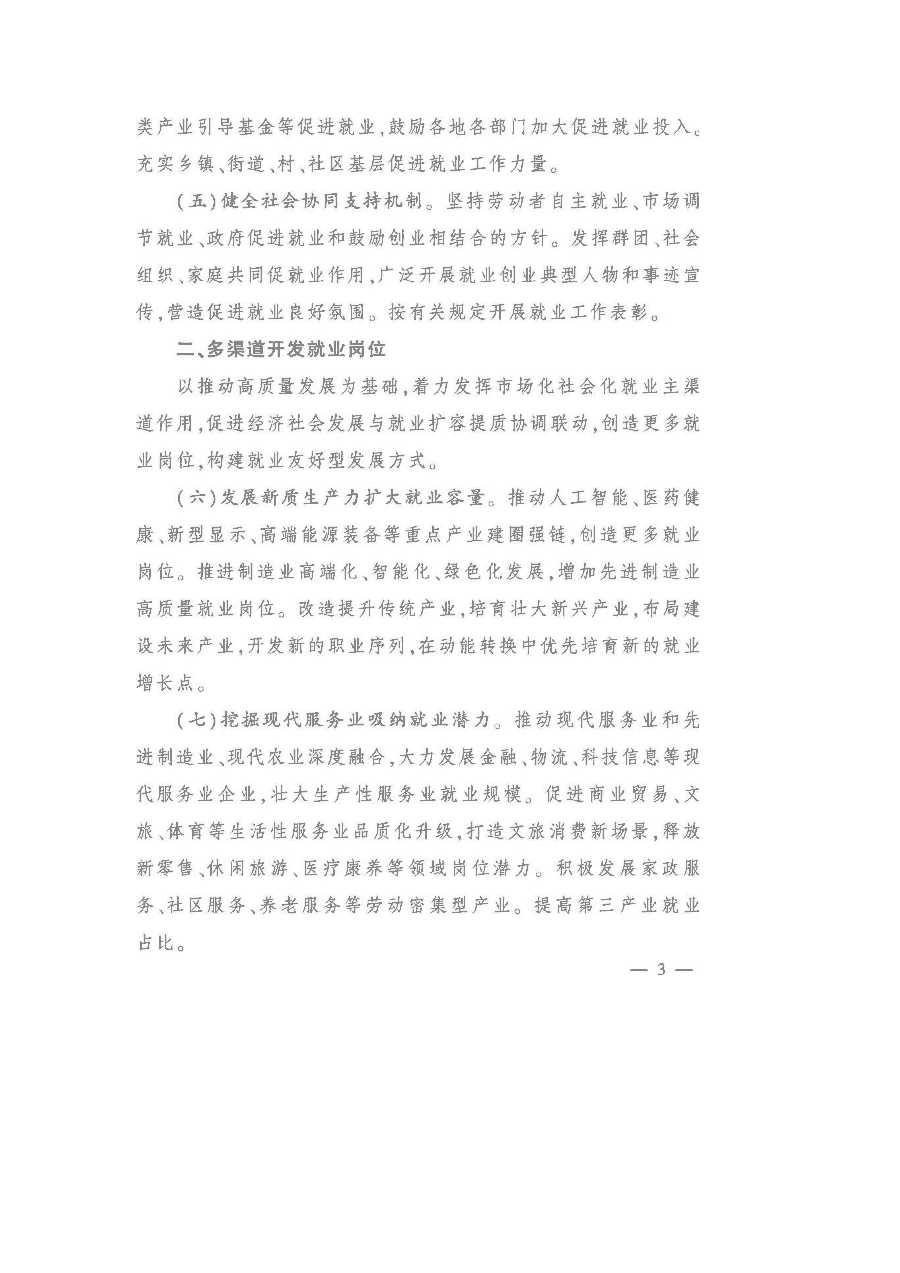 类产业引导基金等促进就业,鼓励各地各部门加大促进就业投入。
充实乡镇、街道、村、社区基层促进就业工作力量。
(五)健全社会协同支持机制。坚持劳动者自主就业、市场调
节就业、政府促进就业和鼓励创业相结合的方针。发挥群团、社会
组织、家庭共同促就业作用,广泛开展就业创业典型人物和事迹宣
传,营造促进就业良好氛围。按有关规定开展就业工作表彰。
二、多渠道开发就业岗位
以推动高质量发展为基础,着力发挥市场化社会化就业主渠
道作用,促进经济社会发展与就业扩容提质协调联动,创造更多就
业岗位,构建就业友好型发展方式。
(六)发展新质生产力扩大就业容量。推动人工智能、医药健
康、新型显示、高端能源装备等重点产业建圈强链,创造更多就业
岗位。推进制造业高端化、智能化、绿色化发展,增加先进制造业
高质量就业岗位。改造提升传统产业,培育壮大新兴产业,布局建
设未来产业,开发新的职业序列,在动能转换中优先培育新的就业
增长点。
(七)挖掘现代服务业吸纳就业潜力。推动现代服务业和先
进制造业、现代农业深度融合,大力发展金融、物流、科技信息等现
代服务业企业,壮大生产性服务业就业规模。促进商业贸易、文
旅、体育等生活性服务业品质化升级,打造文旅消费新场景,释放
新零售、休闲旅游、医疗康养等领域岗位潜力。积极发展家政服
务、社区服务、养老服务等劳动密集型产业。提高第三产业就业
占比。
— 3 —